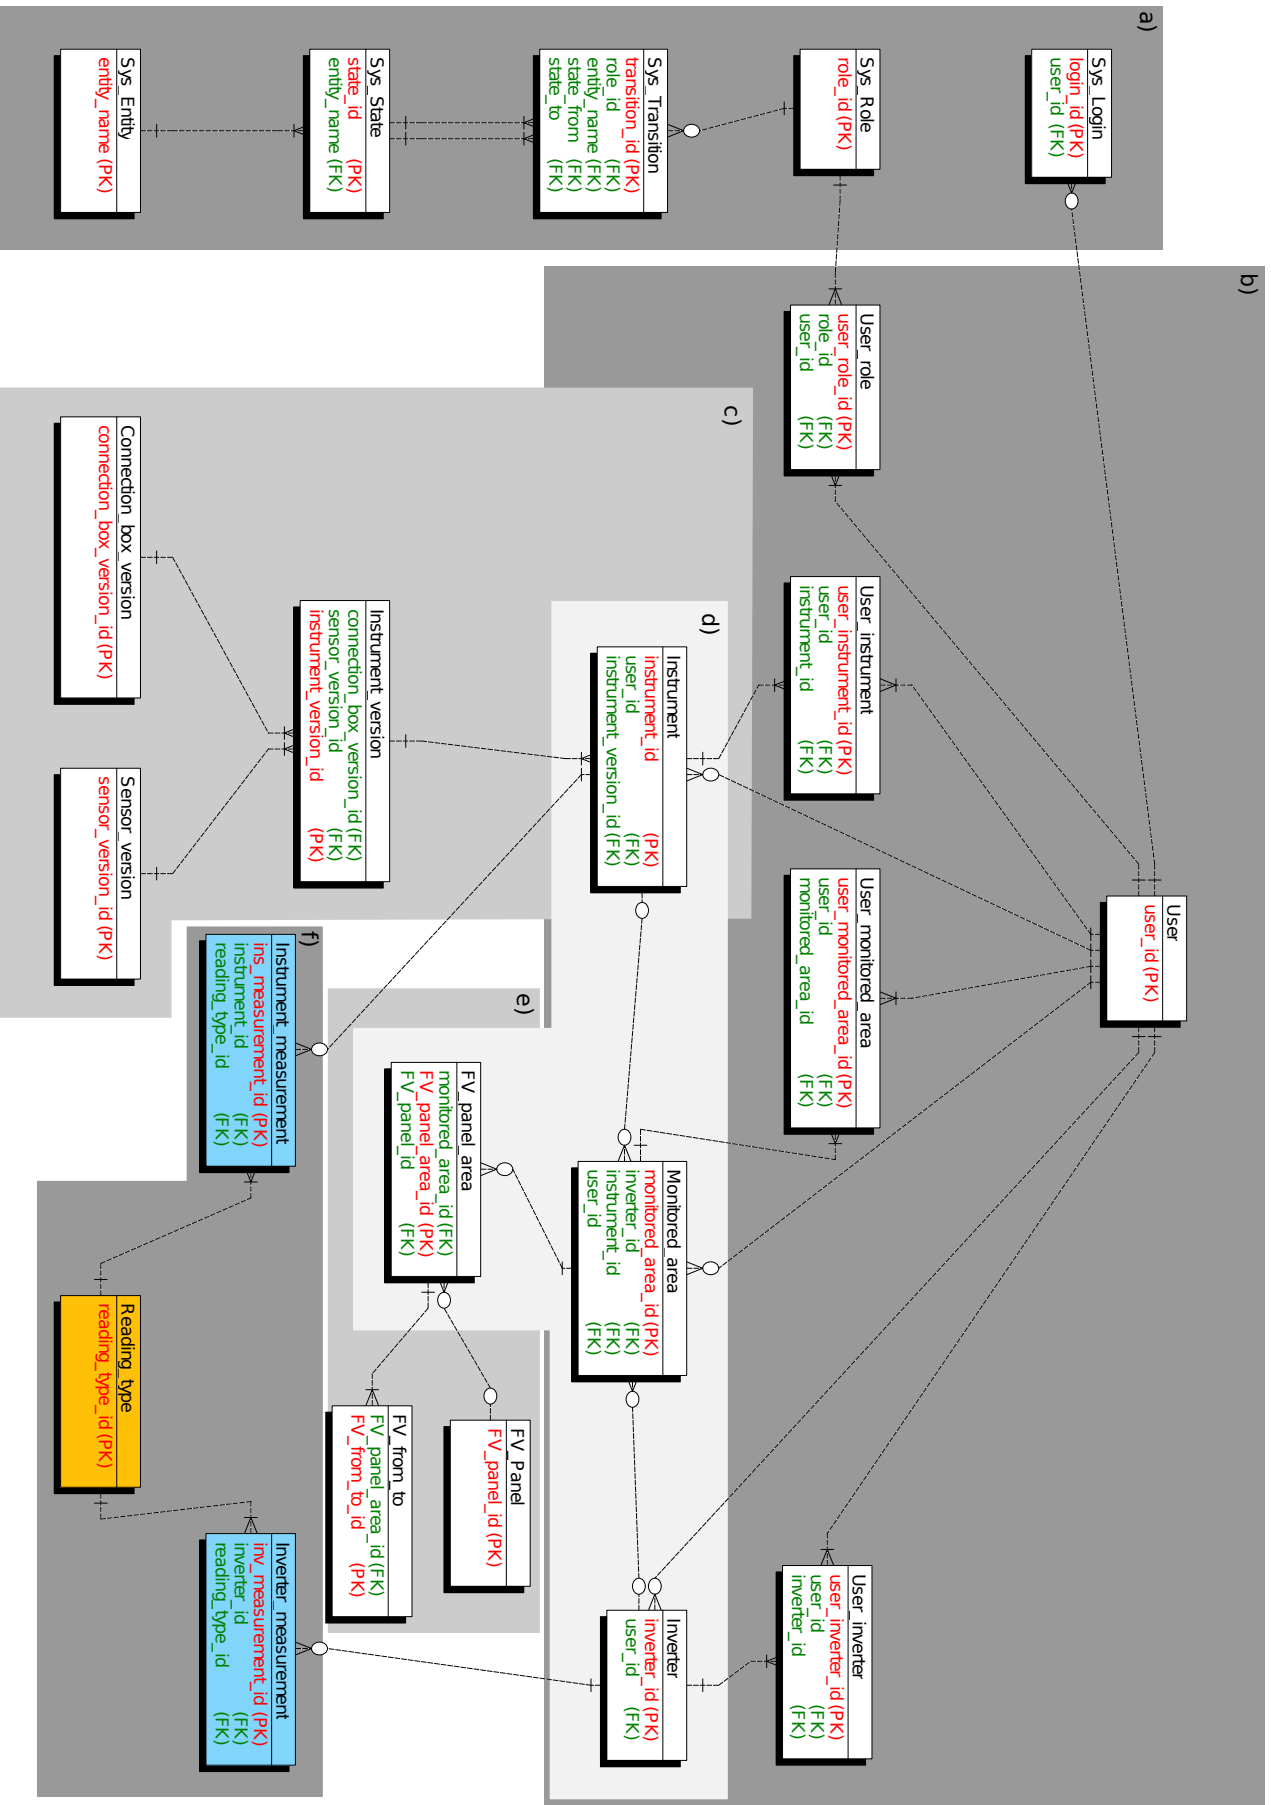 a)
Sys_Login
login_id (PK)
user_id (FK)
Sys_Role
role_id (PK)
Sys_Transition
transition_id (PK)
role_id (FK)
entity_name (FK)
state_from (FK)
state_to (FK)
Sys_State
state_id (PK)
entity_name (FK)
Sys_Entity
entity_name (PK)
b)
User
user_id (PK)
User_role
user_role_id (PK)
role_id (FK)
user_id (FK)
User_instrument
user_instrument_id (PK)
user_id (FK)
instrument_id (FK)
User_monitored_area
user_monitored_area_id (PK)
user_id (FK)
monitored_area_id (FK)
User_inverter
user_inverter_id (PK)
user_id (FK)
inverter_id (FK)
c)
Instrument_version
connection_box_version_id (FK)
sensor_version_id (FK)
instrument_version_id (PK)
Connection_box_version
connection_box_version_id (PK)
Sensor_version
sensor_version_id (PK)
d)
Instrument
instrument_id (PK)
user_id (FK)
instrument_version_id (FK)
Monitored_area
monitored_area_id (PK)
inverter_id (FK)
instrument_id (FK)
user_id (FK)
Inverter
inverter_id (PK)
user_id (FK)
e)
FV_panel_area
monitored_area_id (FK)
FV_panel_area_id (PK)
FV_panel_id (FK)
FV_Panel
FV_panel_id (PK)
FV_from_to
FV_panel_area_id (FK)
FV_from_to_id (PK)
f)
Instrument_measurement
ins_measurement_id (PK)
instrument_id (FK)
reading_type_id (FK)
Reading_type
reading_type_id (PK)
Inverter_measurement
inv_measurement_id (PK)
inverter_id (FK)
reading_type_id (FK)